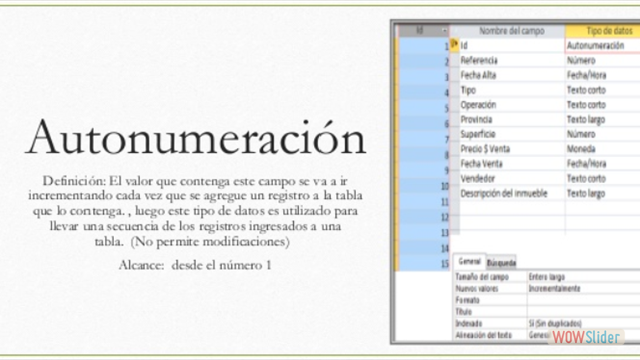 Autonumeración
Definición: El valor que contenga este campo se va a ir
incrementando cada vez que se agregue un registro a la tabla
que lo contenga. , luego este tipo de datos es utilizado para
llevar una secuencia de los registros ingresados a una
tabla. (No permite modificaciones)
Alcance: desde el número 1
Id
1
2
3
4
5
6
7
8
9
10
11
12
13
14
15
Nombre del campo Tipo de datos
Id Autonumeración
Referencia Número
Fecha Alta Fecha/Hora
Tipo Texto corto
Operación Texto corto
Provincia Texto largo
Superficie Número
Precio $ Venta Moneda
Fecha Venta Fecha/Hora
Vendedor Texto corto
Descripción del inmueble Texto largo
General Búsqueda
Tamaño del campo Entero largo
Nuevos valores Incrementalmente
Formato
Título
Indexado Sí (Sin duplicados)
Alineación del texto General
WOWSlider